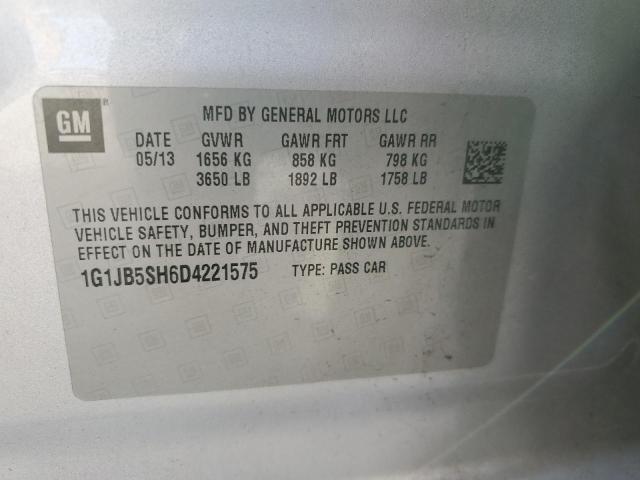 GM ®
MFD BY GENERAL MOTORS LLC
DATE GVWR GAWR FRT GAWR RR
05/13 1656 KG 858 KG 798 KG
3650 LB 1892 LB 1758 LB
THIS VEHICLE CONFORMS TO ALL APPLICABLE U.S. FEDERAL MOTOR
VEHICLE SAFETY, BUMPER, AND THEFT PREVENTION STANDARDS IN
EFFECT ON THE DATE OF MANUFACTURE SHOWN ABOVE.
1G1JB5SH6D4221575 TYPE: PASS CAR